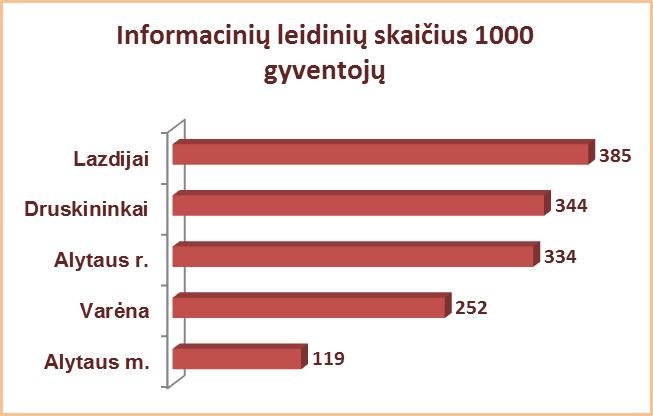 Informacinių leidinių skaičius 1000
gyventojų
Lazdijai 385
Druskininkai 344
Alytaus r. 334
Varėna 252
Alytaus m. 119